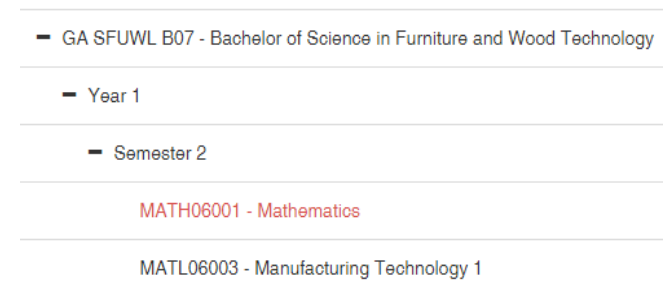 GA SFUWL B07 - Bachelor of Science in Furniture and Wood Technology
Year 1
Semester 2
MATH06001 - Mathematics
MATL06003 - Manufacturing Technology 1